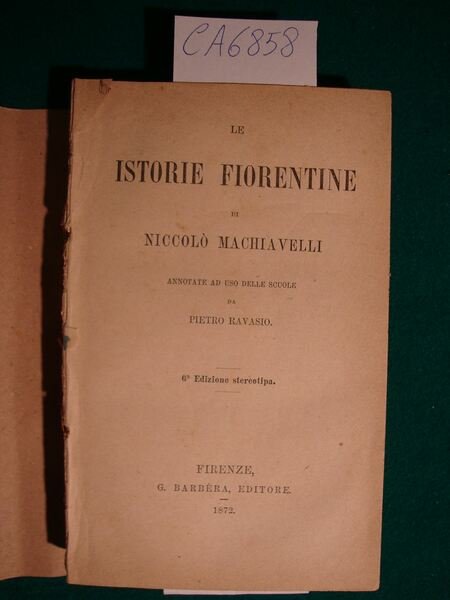 CA6858
LE
ISTORIE FIORENTINE
DI
NICCOLÒ MACHIAVELLI
ANNOTATE AD USO DELLE SCUOLE
DA
PIETRO RAVASIO.
6ª Edizione stereotipa.
FIRENZE,
G. BARBÈRA, EDITORE.
1872.